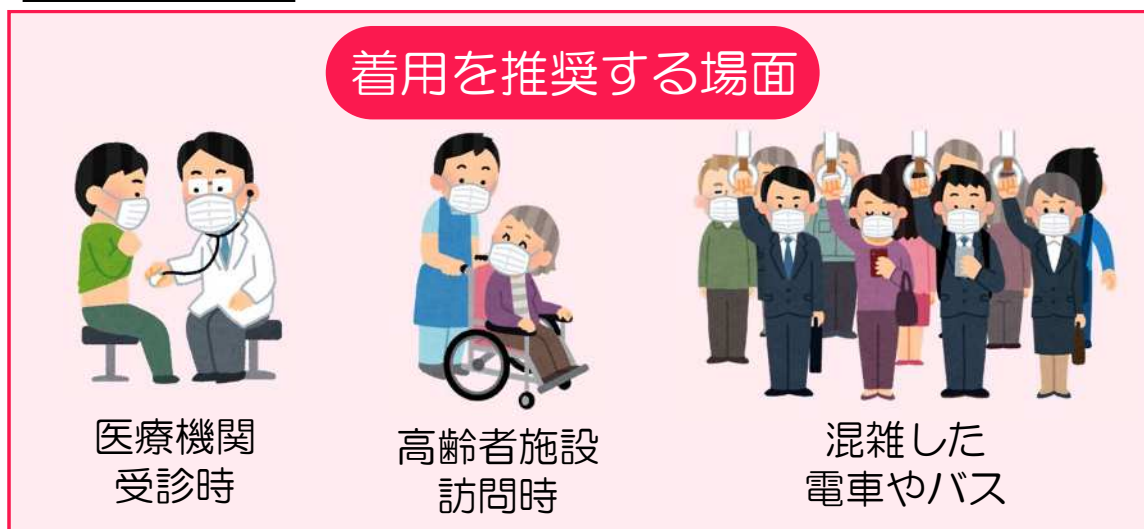 着用を推奨する場面
医療機関
受診時
高齢者施設
訪問時
混雑した
電車やバス